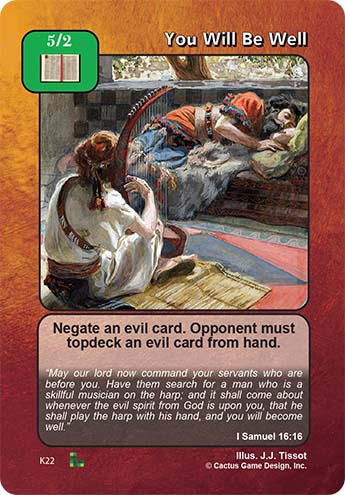 5/2
You Will Be Well
Negate an evil card. Opponent must
topdeck an evil card from hand.
“May our lord now command your servants who are
before you. Have them search for a man who is a
skillful musician on the harp; and it shall come about
whenever the evil spirit from God is upon you, that he
shall play the harp with his hand, and you will become
well.”
I Samuel 16:16
Illus. J.J. Tissot
K22
© Cactus Game Design, Inc.